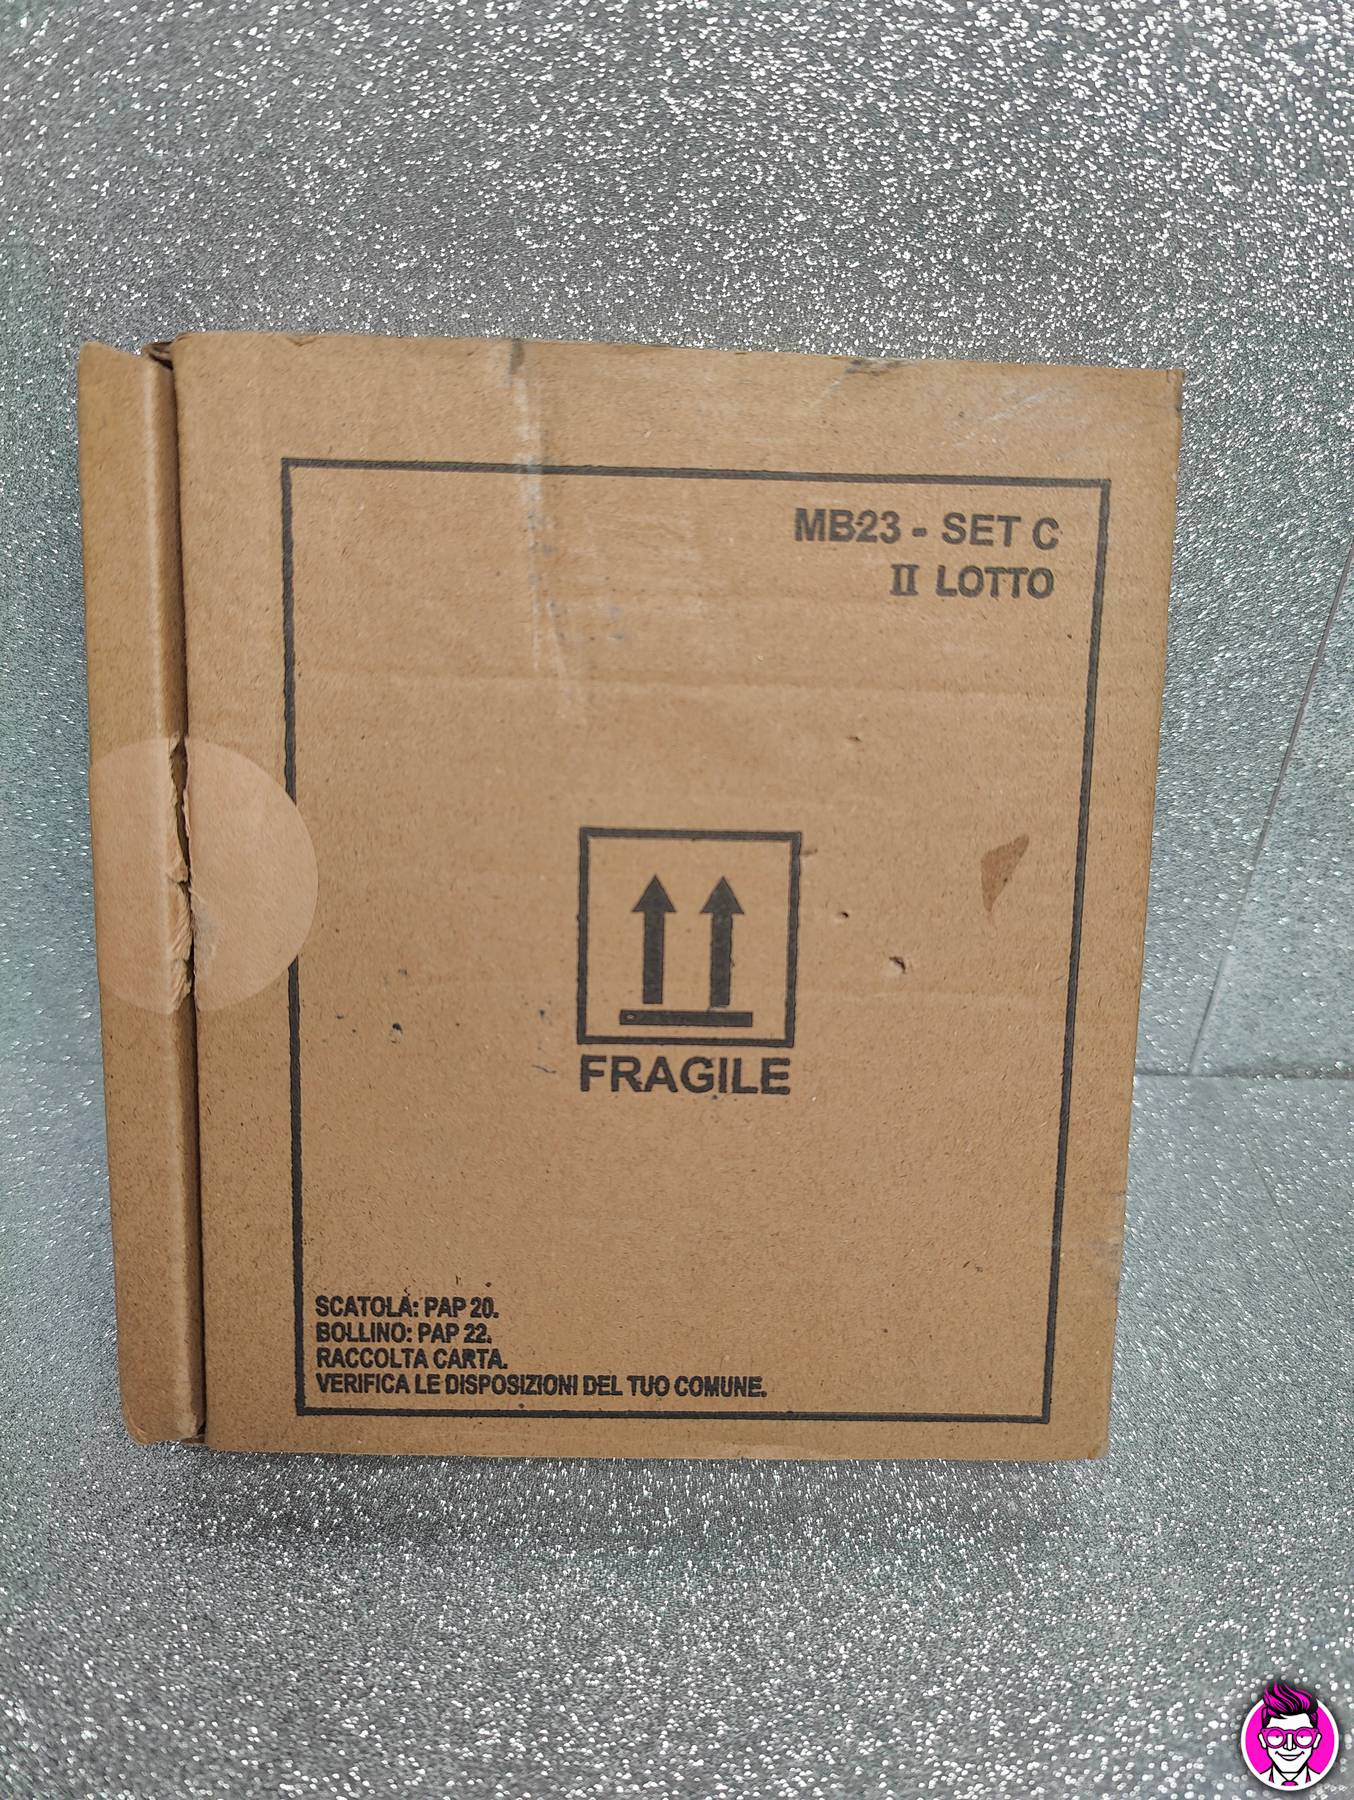 MB23 - SET C
II LOTTO
FRAGILE
SCATOLA: PAP 20.
BOLLINO: PAP 22.
RACCOLTA CARTA.
VERIFICA LE DISPOSIZIONI DEL TUO COMUNE.